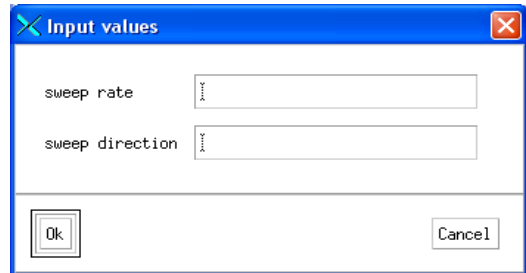 Input values
sweep rate
sweep direction
Ok
Cancel